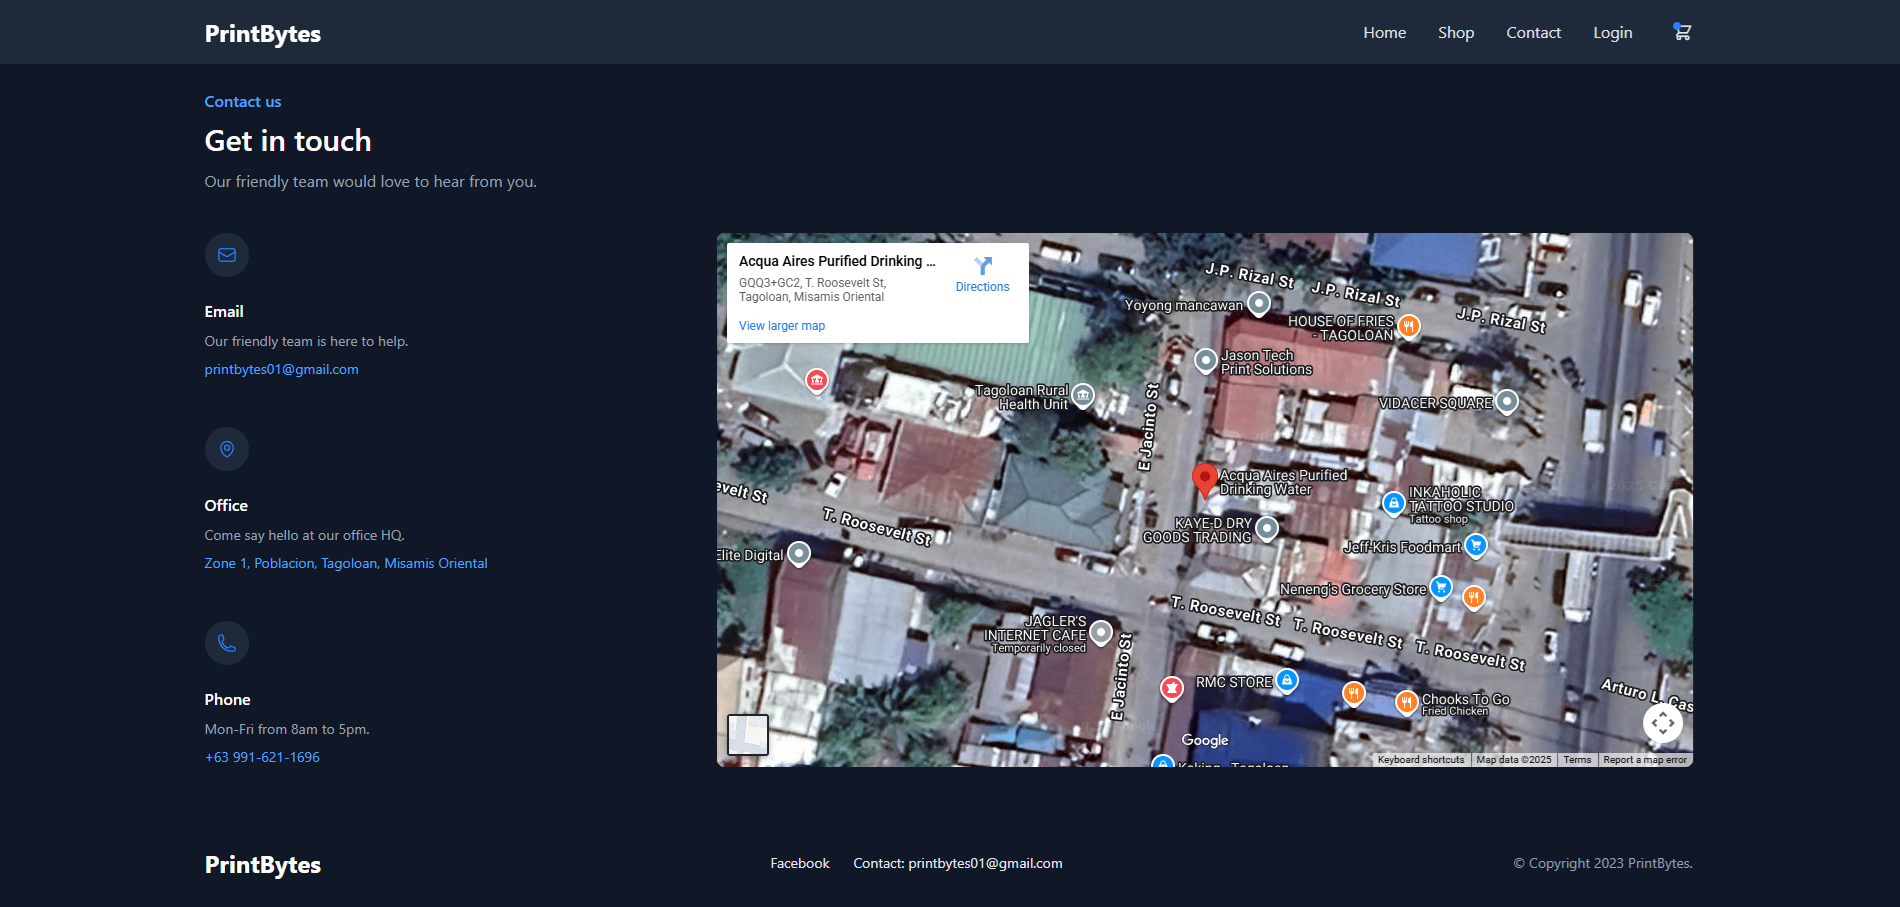 PrintBytes
Home
Shop
Contact
Login
Contact us
Get in touch
Our friendly team would love to hear from you.
Email
Our friendly team is here to help.
printbytes01@gmail.com
Office
Come say hello at our office HQ.
Zone 1, Poblacion, Tagoloan, Misamis Oriental
Phone
Mon-Fri from 8am to 5pm.
+63 991-621-1696
Acqua Aires Purified Drinking ...
GQQ3+GC2, T. Roosevelt St,
Tagoloan, Misamis Oriental
Directions
View larger map
J.P. Rizal St
J.P. Rizal St
J.P. Rizal St
Yoyong mancawan
HOUSE OF FRIES
- TAGOLOAN
Jason Tech
Print Solutions
Tagoloan Rural
Health Unit
E Jacinto St
VIDACER SQUARE
Acqua Aires Purified
Drinking Water
evelt St
T. Roosevelt St
INKAHOLIC
TATTOO STUDIO
Tattoo shop
KAYE-D DRY
GOODS TRADING
Elite Digital
Jeff-Kris Foodmart
Neneng's Grocery Store
T. Roosevelt St
T. Roosevelt St
T. Roosevelt St
JAGLER'S
INTERNET CAFE
Temporarily closed
E Jacinto St
RMC STORE
Chooks To Go
Fried Chicken
Arturo L. Cas
Google
Keyboard shortcuts
Map data ©2025
Terms
Report a map error
PrintBytes
Facebook
Contact: printbytes01@gmail.com
© Copyright 2023 PrintBytes.